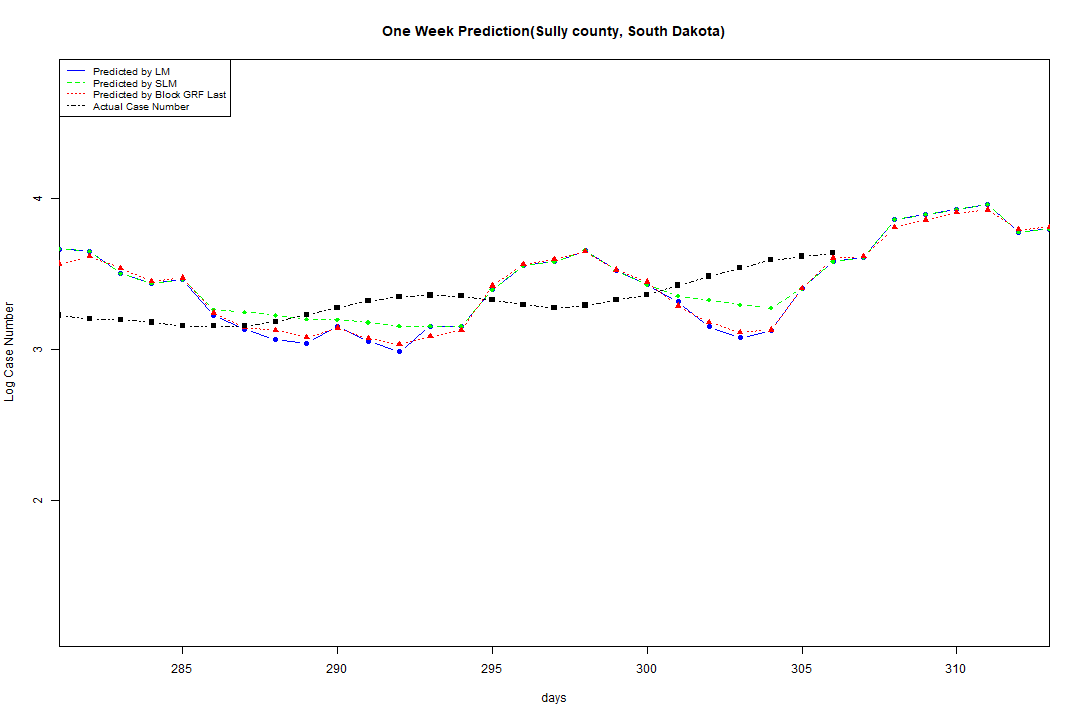 One Week Prediction(Sully county, South Dakota)
Predicted by LM
Predicted by SLM
Predicted by Block GRF Last
Actual Case Number
Log Case Number
4
3
2
285 290 295 300 305 310
days